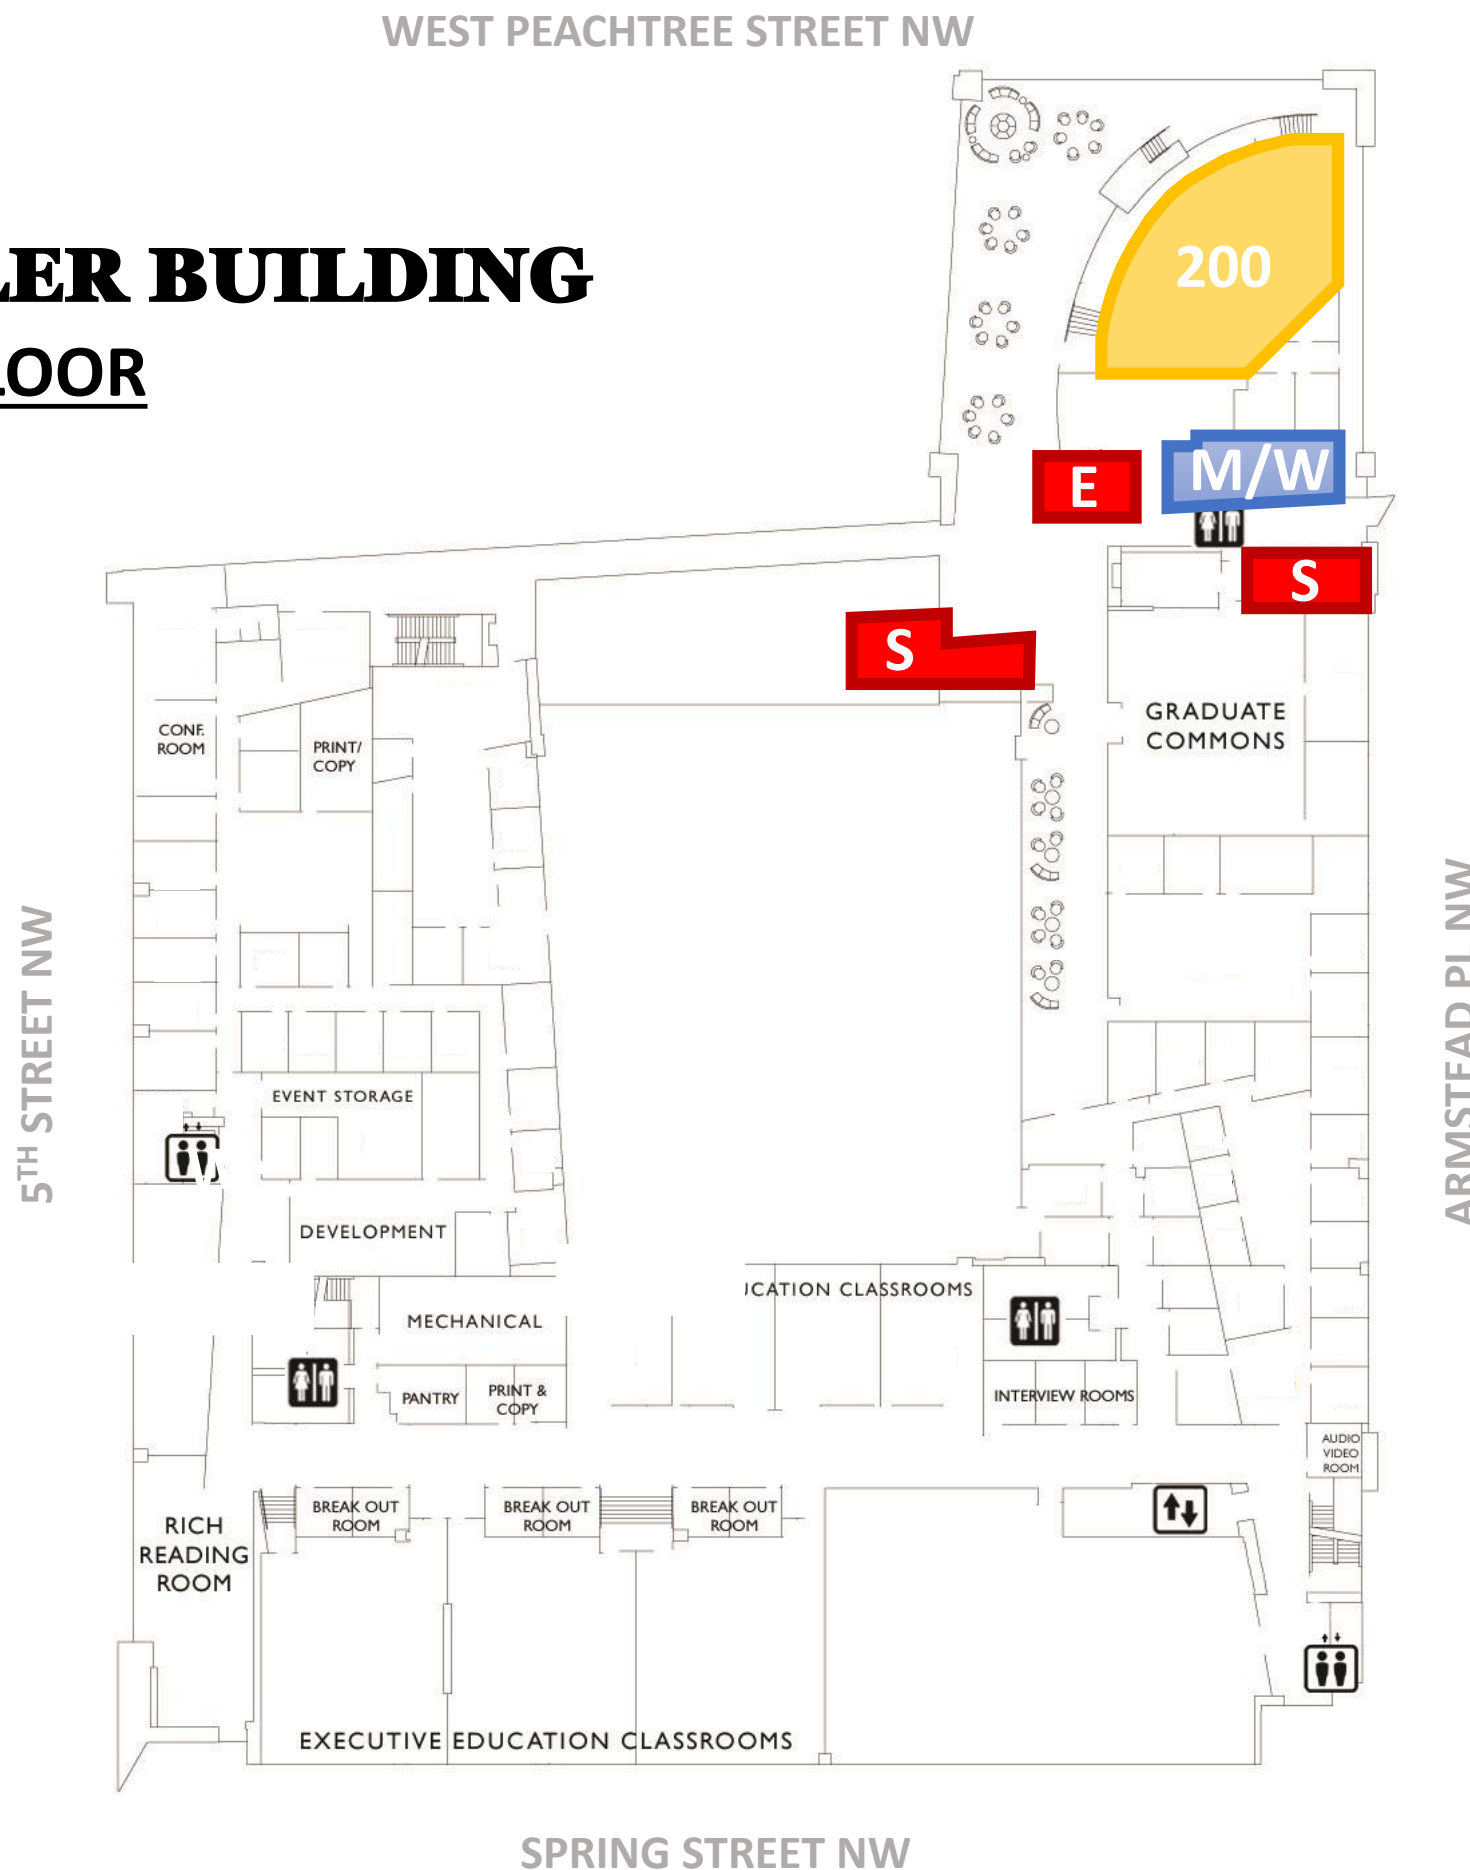 WEST PEACHTREE STREET NW
LER BUILDING
LOOR
200
M/W
E
S
S
GRADUATE
COMMONS
CONF.
ROOM
PRINT/
COPY
5TH STREET NW
ARMSTEAD PL NW
EVENT STORAGE
W
DEVELOPMENT
MECHANICAL
UCATION CLASSROOMS
PANTRY
PRINT &
COPY
INTERVIEW ROOMS
AUDIO
VIDEO
ROOM
BREAK OUT
ROOM
BREAK OUT
ROOM
BREAK OUT
ROOM
RICH
READING
ROOM
EXECUTIVE EDUCATION CLASSROOMS
SPRING STREET NW